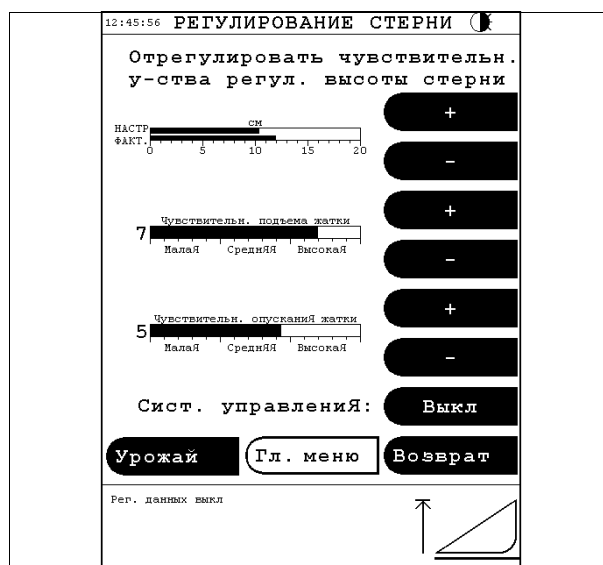 12:45:56 РЕГУЛИРОВАНИЕ СТЕРНИ
Отрегулировать чувствительн.
у-ства регул. высоты стерни
+
см
НАСТР
ФАКТ.
0 5 10 15 20
-
+
Чувствительн. подъема жатки
7
МалаЯ СреднЯЯ ВысокаЯ
-
+
Чувствительн. опусканиЯ жатки
5
МалаЯ СреднЯЯ ВысокаЯ
-
Сист. управлениЯ: Выкл
Урожай Гл. меню Возврат
Рег. данных выкл